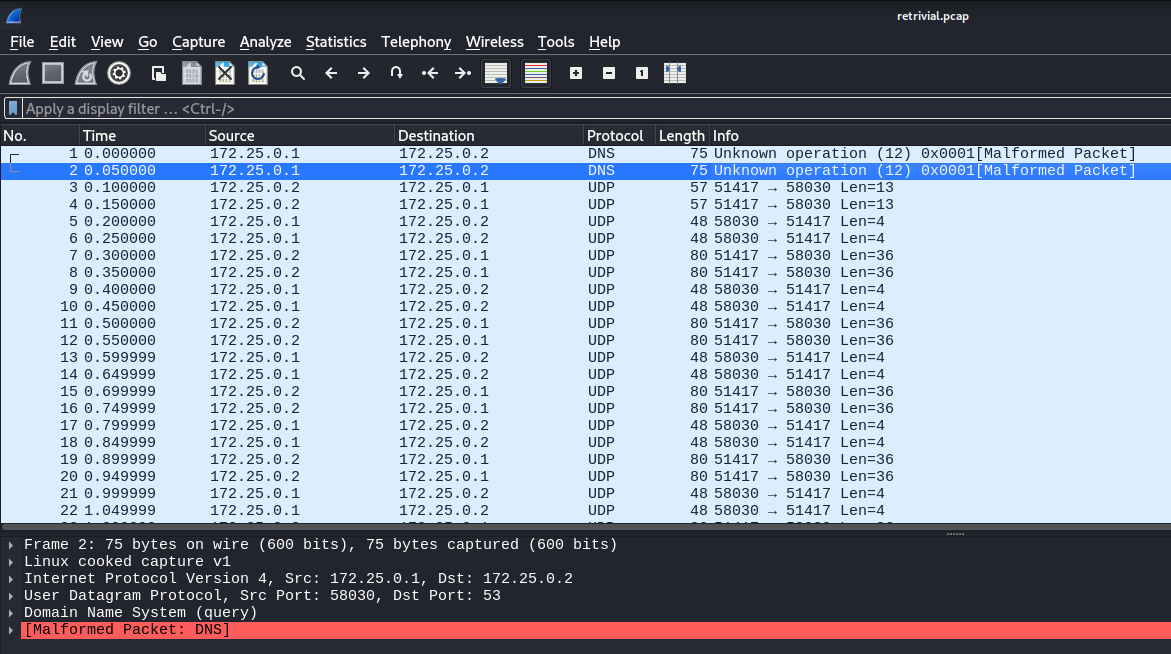 retrivial.pcap
File Edit View Go Capture Analyze Statistics Telephony Wireless Tools Help
Apply a display filter … <Ctrl-/>
No. Time Source Destination Protocol Length Info
1 0.000000 172.25.0.1 172.25.0.2 DNS 75 Unknown operation (12) 0x0001[Malformed Packet]
2 0.050000 172.25.0.1 172.25.0.2 DNS 75 Unknown operation (12) 0x0001[Malformed Packet]
3 0.100000 172.25.0.2 172.25.0.1 UDP 57 51417 → 58030 Len=13
4 0.150000 172.25.0.2 172.25.0.1 UDP 57 51417 → 58030 Len=13
5 0.200000 172.25.0.1 172.25.0.2 UDP 48 58030 → 51417 Len=4
6 0.250000 172.25.0.1 172.25.0.2 UDP 48 58030 → 51417 Len=4
7 0.300000 172.25.0.2 172.25.0.1 UDP 80 51417 → 58030 Len=36
8 0.350000 172.25.0.2 172.25.0.1 UDP 80 51417 → 58030 Len=36
9 0.400000 172.25.0.1 172.25.0.2 UDP 48 58030 → 51417 Len=4
10 0.450000 172.25.0.1 172.25.0.2 UDP 48 58030 → 51417 Len=4
11 0.500000 172.25.0.2 172.25.0.1 UDP 80 51417 → 58030 Len=36
12 0.550000 172.25.0.2 172.25.0.1 UDP 80 51417 → 58030 Len=36
13 0.599999 172.25.0.1 172.25.0.2 UDP 48 58030 → 51417 Len=4
14 0.649999 172.25.0.1 172.25.0.2 UDP 48 58030 → 51417 Len=4
15 0.699999 172.25.0.2 172.25.0.1 UDP 80 51417 → 58030 Len=36
16 0.749999 172.25.0.2 172.25.0.1 UDP 80 51417 → 58030 Len=36
17 0.799999 172.25.0.1 172.25.0.2 UDP 48 58030 → 51417 Len=4
18 0.849999 172.25.0.1 172.25.0.2 UDP 48 58030 → 51417 Len=4
19 0.899999 172.25.0.2 172.25.0.1 UDP 80 51417 → 58030 Len=36
20 0.949999 172.25.0.2 172.25.0.1 UDP 80 51417 → 58030 Len=36
21 0.999999 172.25.0.1 172.25.0.2 UDP 48 58030 → 51417 Len=4
22 1.049999 172.25.0.1 172.25.0.2 UDP 48 58030 → 51417 Len=4
Frame 2: 75 bytes on wire (600 bits), 75 bytes captured (600 bits)
Linux cooked capture v1
Internet Protocol Version 4, Src: 172.25.0.1, Dst: 172.25.0.2
User Datagram Protocol, Src Port: 58030, Dst Port: 53
Domain Name System (query)
[Malformed Packet: DNS]